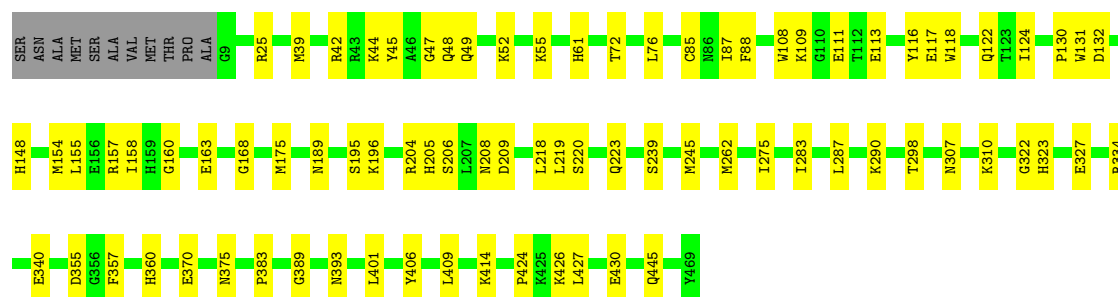 SER ASN ALA MET SER ALA VAL MET THR PRO ALA G9 R25 M39 R42 R43 K44 Y45 A46 G47 Q48 Q49 K52 K55 H61 T72 L76 C85 N86 I87 F88 W108 K109 G110 E111 T112 E113 Y116 E117 W118 Q122 T123 I124 P130 W131 D132
H148 M154 L155 E156 R157 I158 H159 G160 E163 G168 M175 N189 S195 K196 R204 H205 S206 L207 N208 D209 L218 L219 S220 Q223 S239 M245 M262 I275 I283 L287 K290 T298 N307 K310 G322 H323 E327 R334
E340 D355 G356 F357 H360 E370 N375 P383 G389 N393 L401 Y406 L409 K414 P424 K425 K426 L427 E430 Q445 Y469